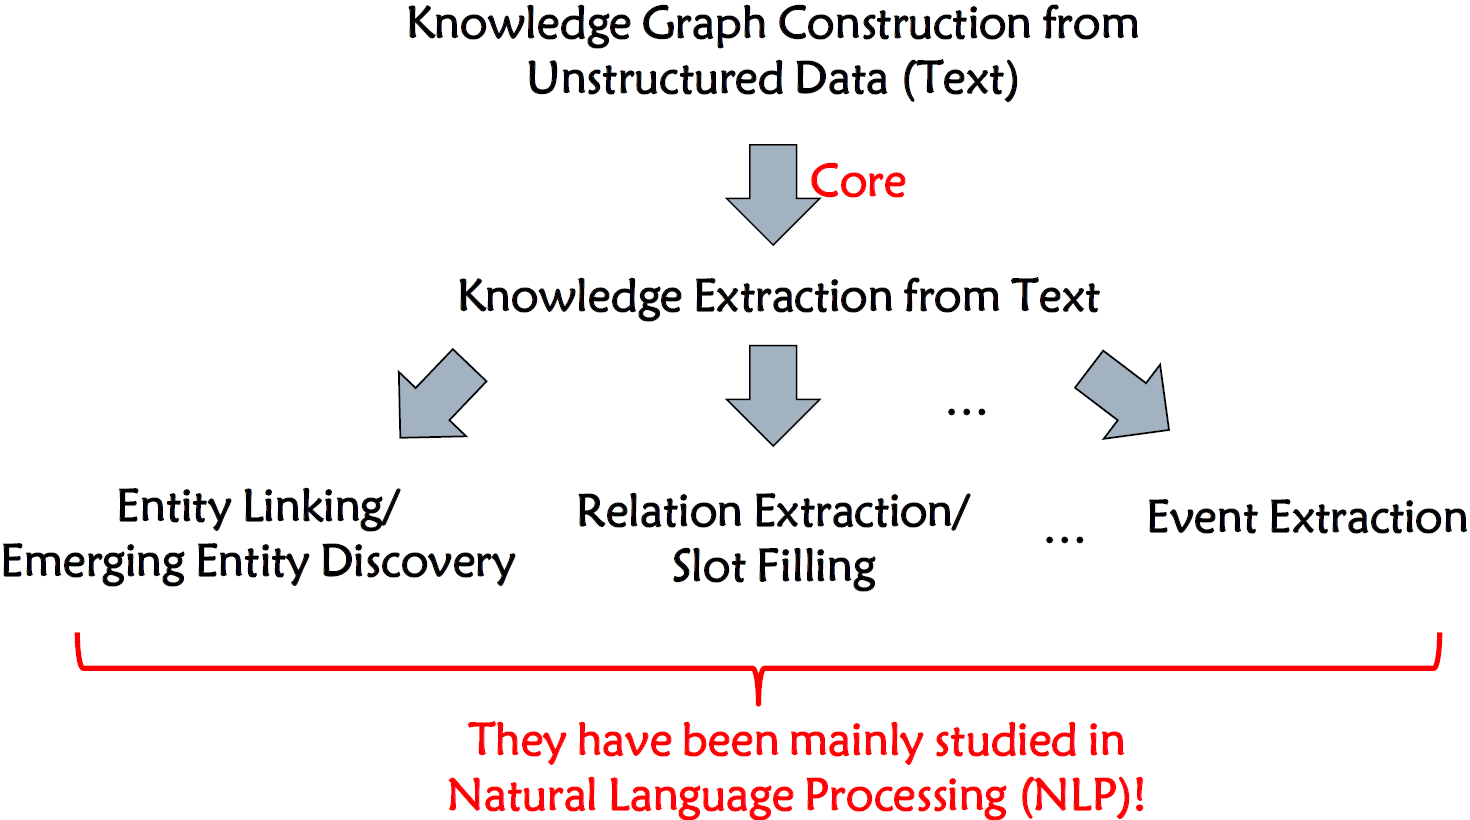 Knowledge Graph Construction from
Unstructured Data (Text)
Core
Knowledge Extraction from Text
...
Entity Linking/
Emerging Entity Discovery
Relation Extraction/
Slot Filling
...
Event Extraction
They have been mainly studied in
Natural Language Processing (NLP)!